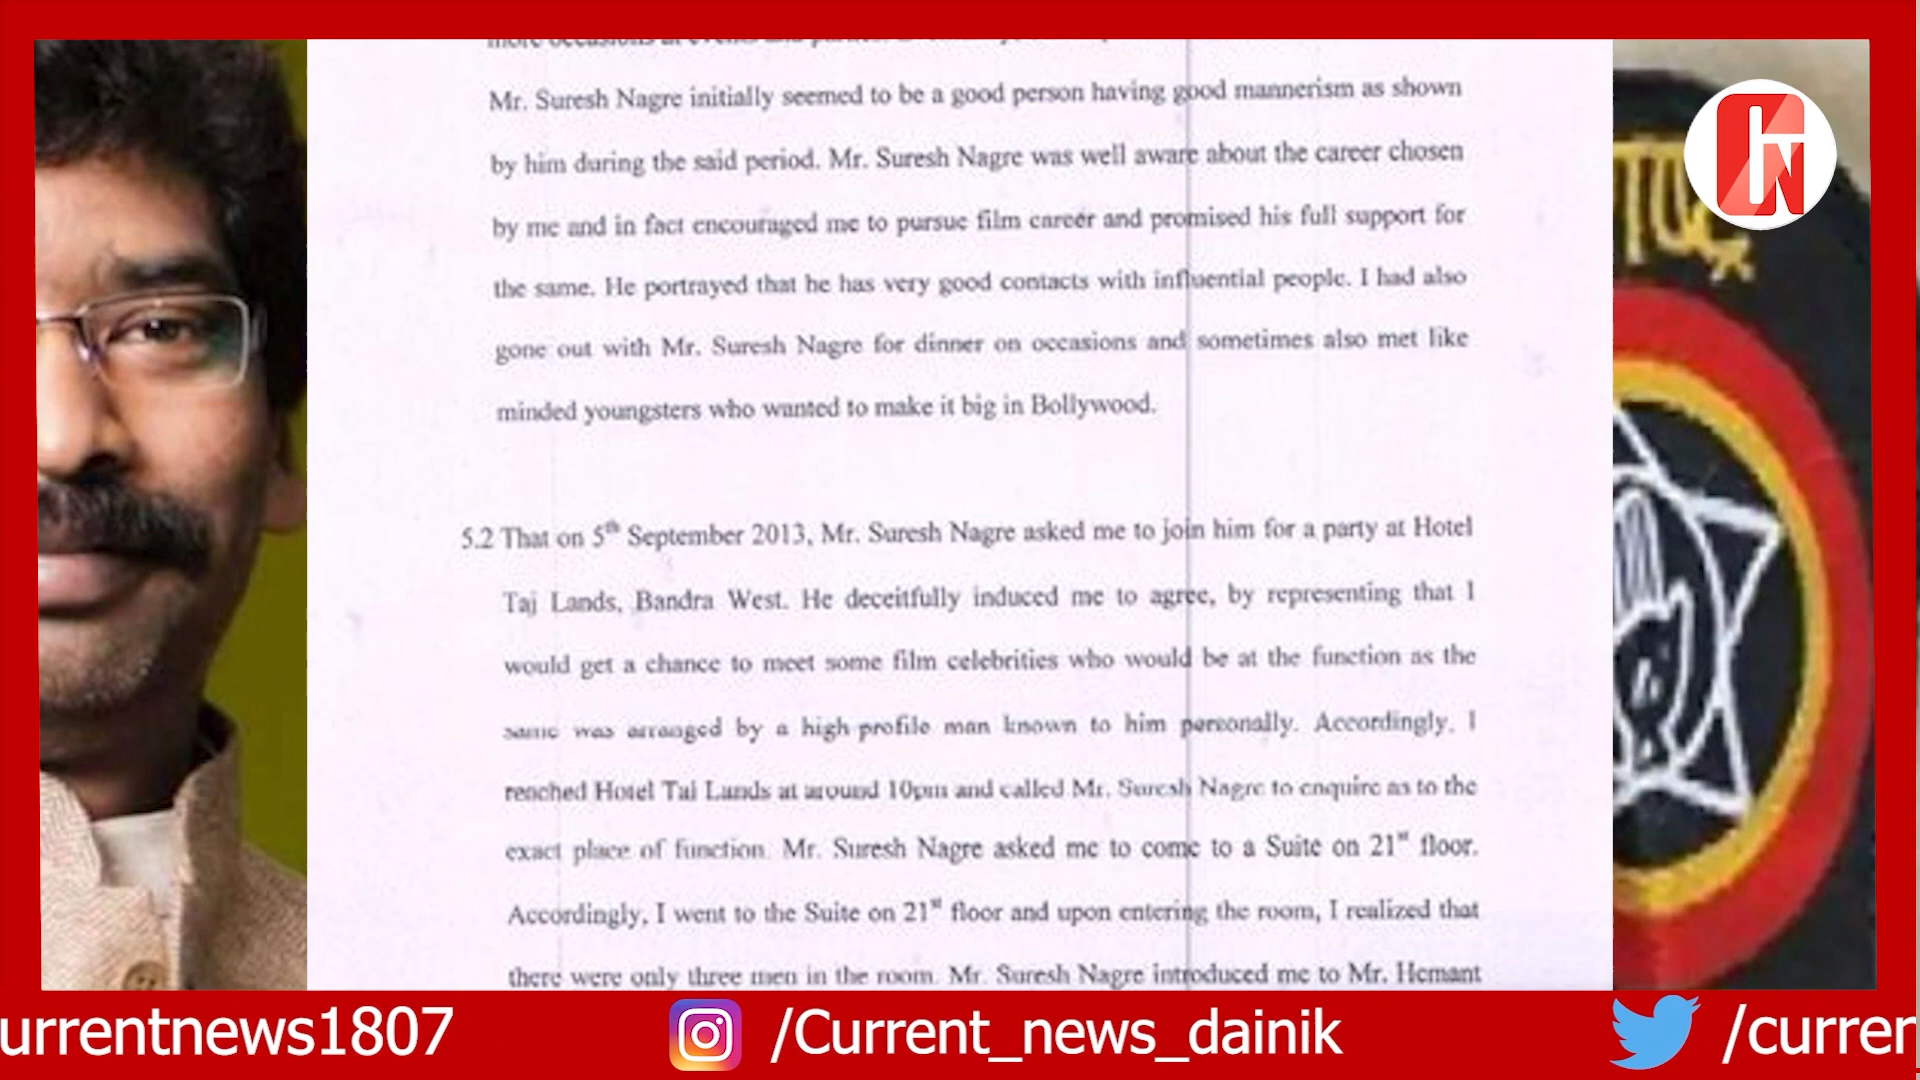 Mr. Suresh Nagre initially seemed to be a good person having good mannerism as shown
by him during the said period. Mr. Suresh Nagre was well aware about the career chosen
by me and in fact encouraged me to pursue film career and promised his full support for
the same. He portrayed that he has very good contacts with influential people. I had also
gone out with Mr. Suresh Nagre for dinner on occasions and sometimes also met like
minded youngsters who wanted to make it big in Bollywood.
5.2 That on 5th September 2013, Mr. Suresh Nagre asked me to join him for a party at Hotel
Taj Lands, Bandra West. He deceitfully induced me to agree, by representing that I
would get a chance to meet some film celebrities who would be at the function as the
same was arranged by a high profile man known to him personally. Accordingly, I
reached Hotel Taj Lands at around 10pm and called Mr. Suresh Nagre to enquire as to the
exact place of function. Mr. Suresh Nagre asked me to come to a Suite on 21st floor.
Accordingly, I went to the Suite on 21st floor and upon entering the room, I realized that
there were only three men in the room. Mr. Suresh Nagre introduced me to Mr. Hemant
urrentnews1807
/Current_news_dainik
/currer